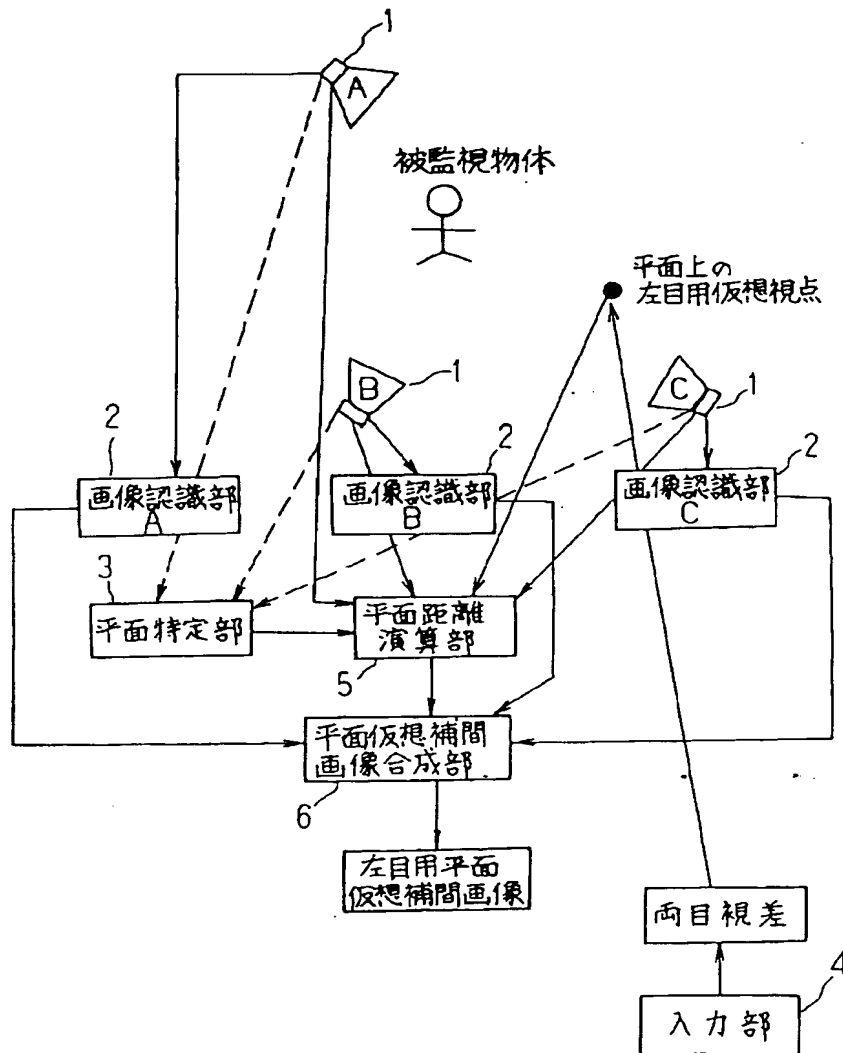 1
A
被監視物体
平面上の
左目用仮想視点
B
1
C
1
2
画像認識部
A
2
画像認識部
B
2
画像認識部
C
3
平面特定部
平面距離
演算部
5
平面仮想補間
画像合成部
6
左目用平面
仮想補間画像
両目視差
4
入力部